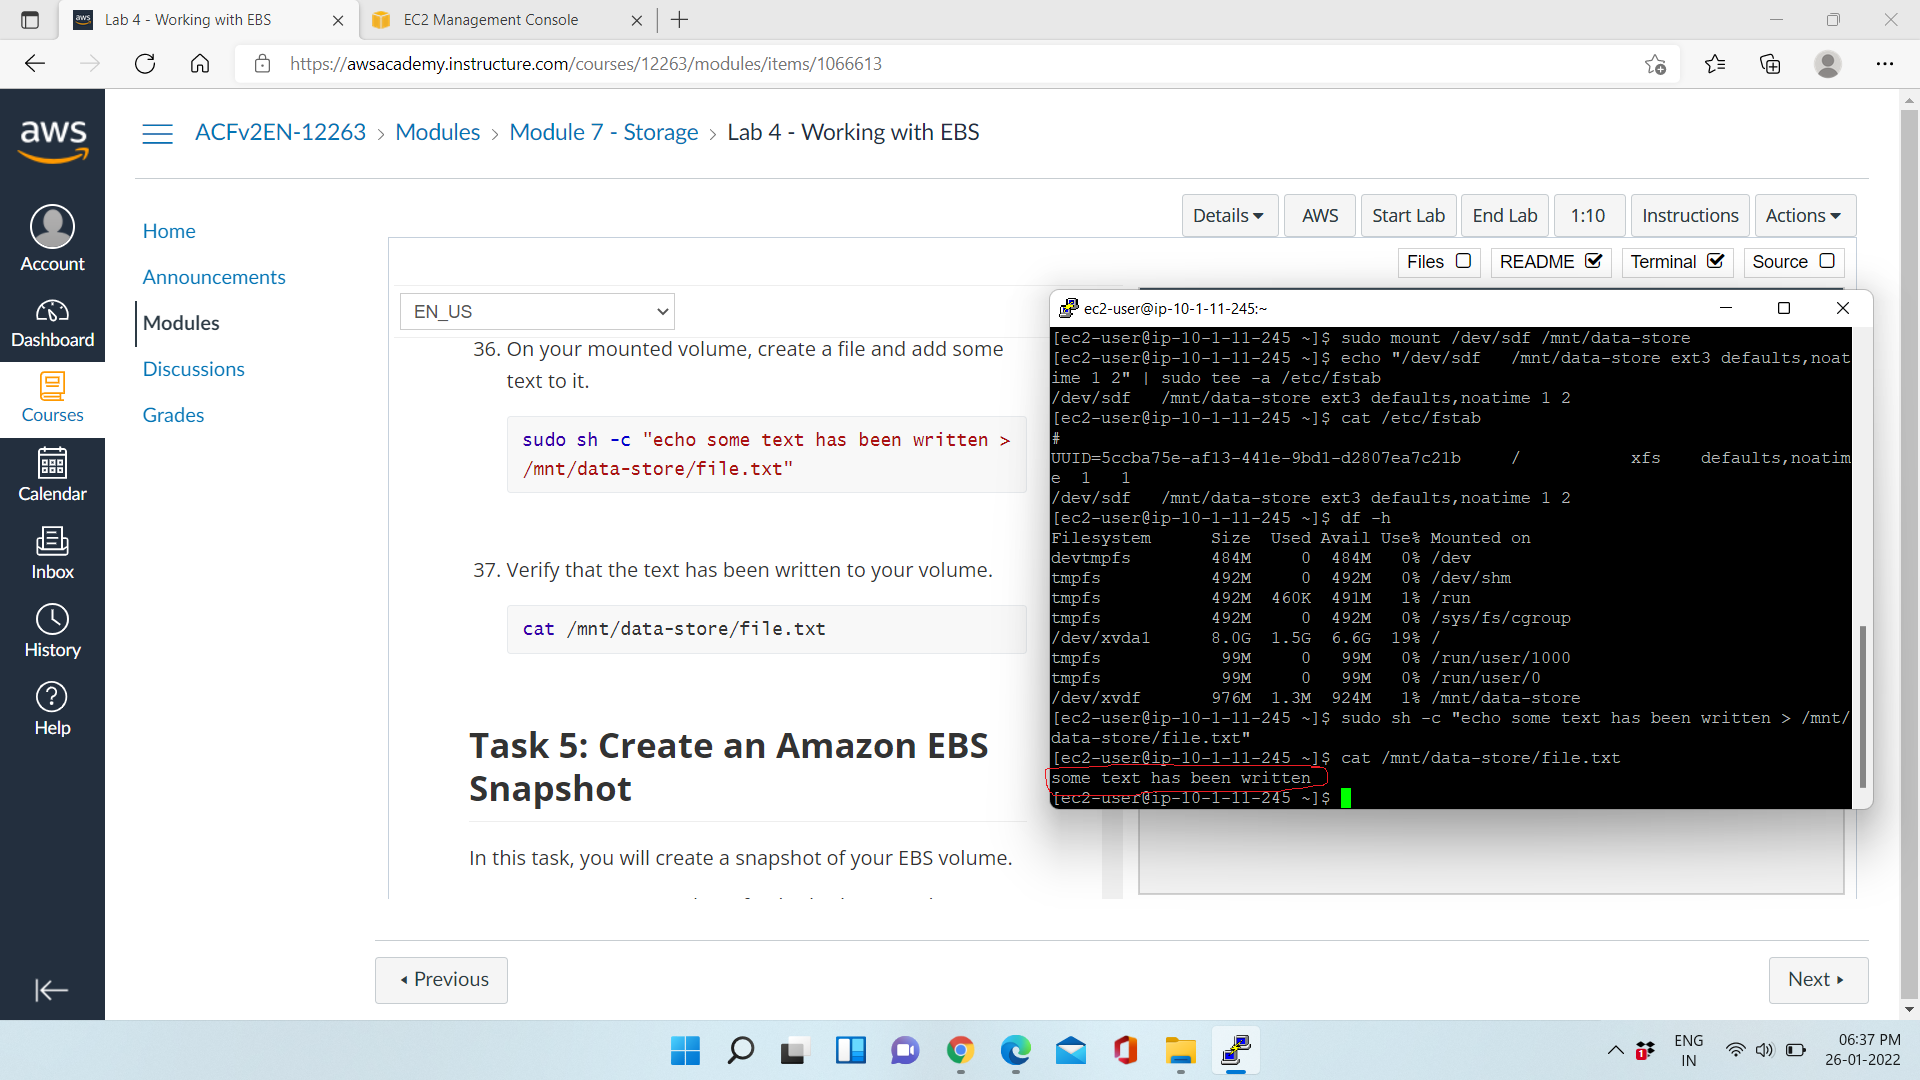 Lab 4 - Working with EBS
EC2 Management Console
https://awsacademy.instructure.com/courses/12263/modules/items/1066613
aws
Account
Dashboard
Courses
Calendar
Inbox
History
Help
ACFv2EN-12263 › Modules › Module 7 - Storage › Lab 4 - Working with EBS
Home
Announcements
Modules
Discussions
Grades
Details AWS Start Lab End Lab 1:10 Instructions Actions
Files README Terminal Source
EN_US
36. On your mounted volume, create a file and add some
text to it.
sudo sh -c "echo some text has been written >
/mnt/data-store/file.txt"
37. Verify that the text has been written to your volume.
cat /mnt/data-store/file.txt
Task 5: Create an Amazon EBS
Snapshot
In this task, you will create a snapshot of your EBS volume.
Previous
Next
ec2-user@ip-10-1-11-245:~
[ec2-user@ip-10-1-11-245 ~]$ sudo mount /dev/sdf /mnt/data-store
[ec2-user@ip-10-1-11-245 ~]$ echo "/dev/sdf   /mnt/data-store ext3 defaults,noat
ime 1 2" | sudo tee -a /etc/fstab
/dev/sdf   /mnt/data-store ext3 defaults,noatime 1 2
[ec2-user@ip-10-1-11-245 ~]$ cat /etc/fstab
#
UUID=5ccba75e-af13-441e-9bd1-d2807ea7c21b     /           xfs    defaults,noatim
e  1   1
/dev/sdf   /mnt/data-store ext3 defaults,noatime 1 2
[ec2-user@ip-10-1-11-245 ~]$ df -h
Filesystem      Size  Used Avail Use% Mounted on
devtmpfs        484M     0  484M   0% /dev
tmpfs           492M     0  492M   0% /dev/shm
tmpfs           492M  460K  491M   1% /run
tmpfs           492M     0  492M   0% /sys/fs/cgroup
/dev/xvda1      8.0G  1.5G  6.6G  19% /
tmpfs            99M     0   99M   0% /run/user/1000
tmpfs            99M     0   99M   0% /run/user/0
/dev/xvdf       976M  1.3M  924M   1% /mnt/data-store
[ec2-user@ip-10-1-11-245 ~]$ sudo sh -c "echo some text has been written > /mnt/
data-store/file.txt"
[ec2-user@ip-10-1-11-245 ~]$ cat /mnt/data-store/file.txt
some text has been written
[ec2-user@ip-10-1-11-245 ~]$
1
ENG
IN
06:37 PM
26-01-2022